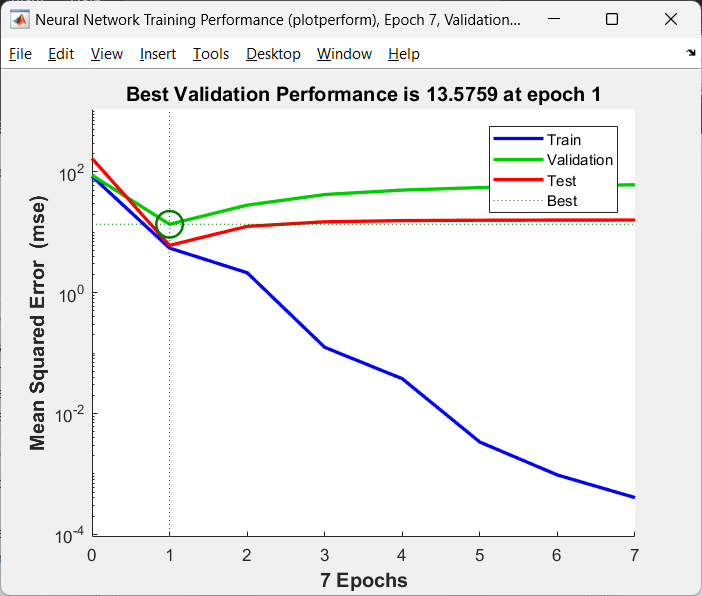 Neural Network Training Performance (plotperform), Epoch 7, Validation...
File Edit View Insert Tools Desktop Window Help
Best Validation Performance is 13.5759 at epoch 1
Train
Validation
Test
Best
10^2
10^0
10^-2
10^-4
Mean Squared Error (mse)
0 1 2 3 4 5 6 7
7 Epochs